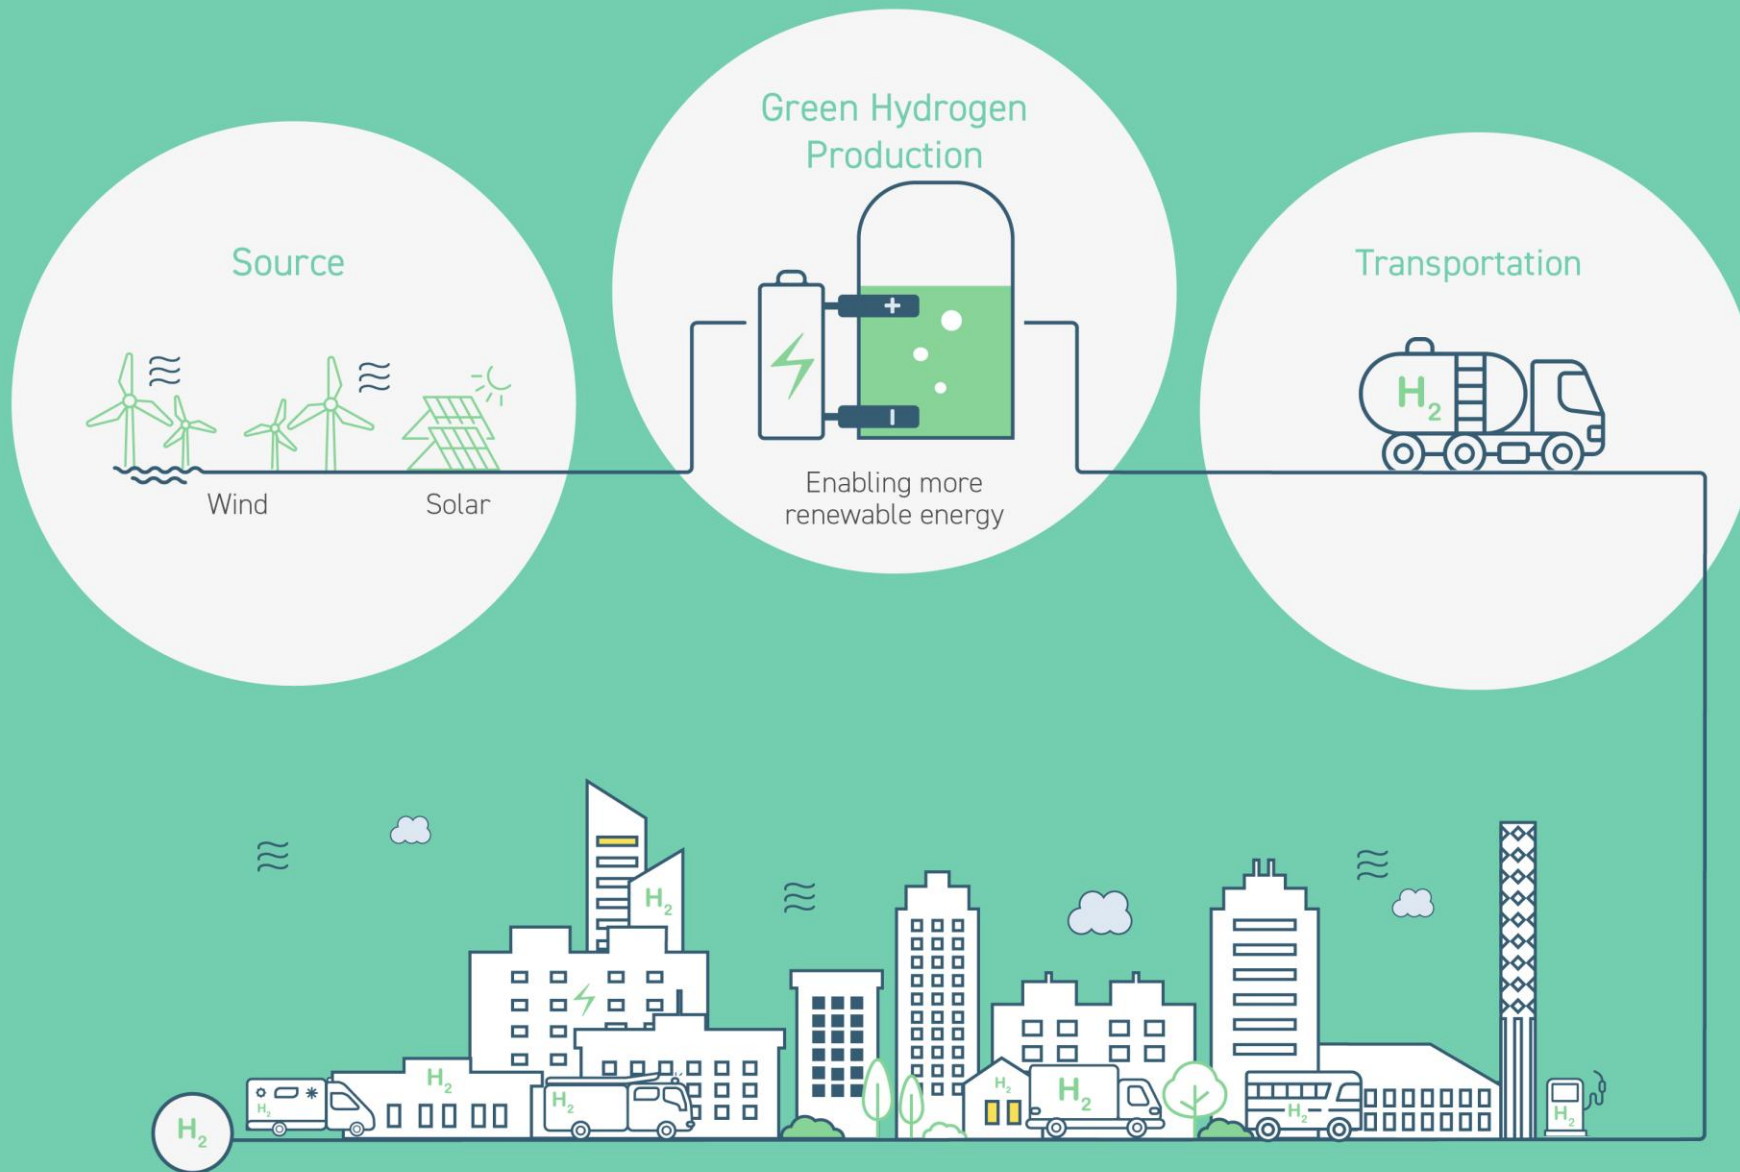 Green Hydrogen
Production
Source
Transportation
+
H2
−
Enabling more
renewable energy
Wind
Solar
H2
H2
H2
H2
H2
H2
H2
H2
H2